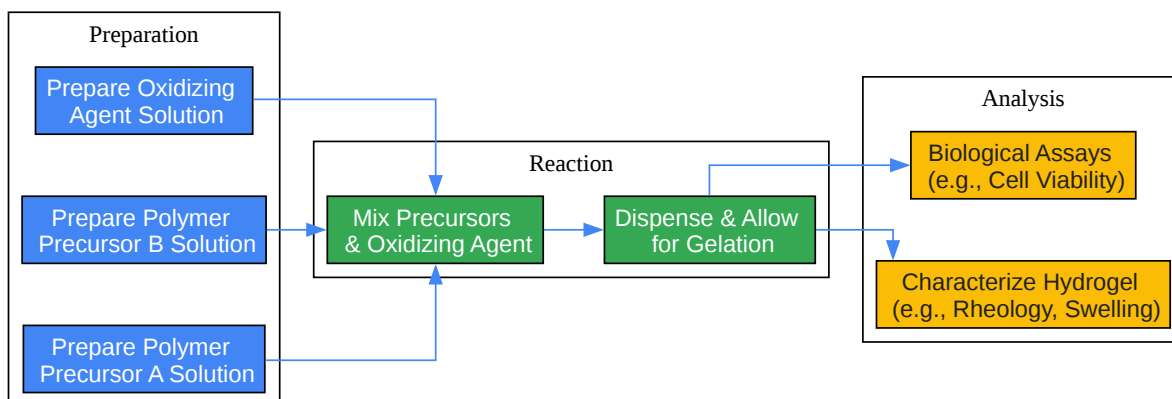 Preparation
Prepare Oxidizing
Agent Solution
Prepare Polymer
Precursor B Solution
Prepare Polymer
Precursor A Solution
Reaction
Mix Precursors
& Oxidizing Agent
Dispense & Allow
for Gelation
Analysis
Biological Assays
(e.g., Cell Viability)
Characterize Hydrogel
(e.g., Rheology, Swelling)